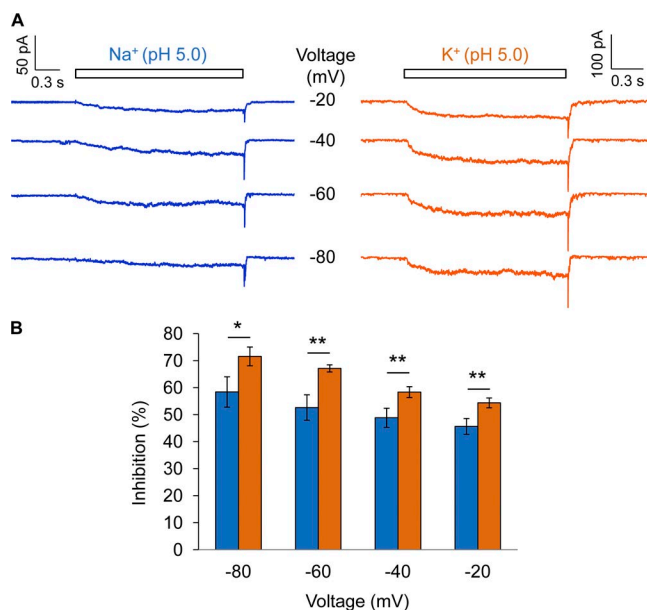 A
50 pA
0.3 s
Na⁺ (pH 5.0)
Voltage
(mV)
K⁺ (pH 5.0)
100 pA
0.3 s
-20
-40
-60
-80
B
Inhibition (%)
80
70
60
50
40
30
20
10
0
*
**
**
**
-80 -60 -40 -20
Voltage (mV)